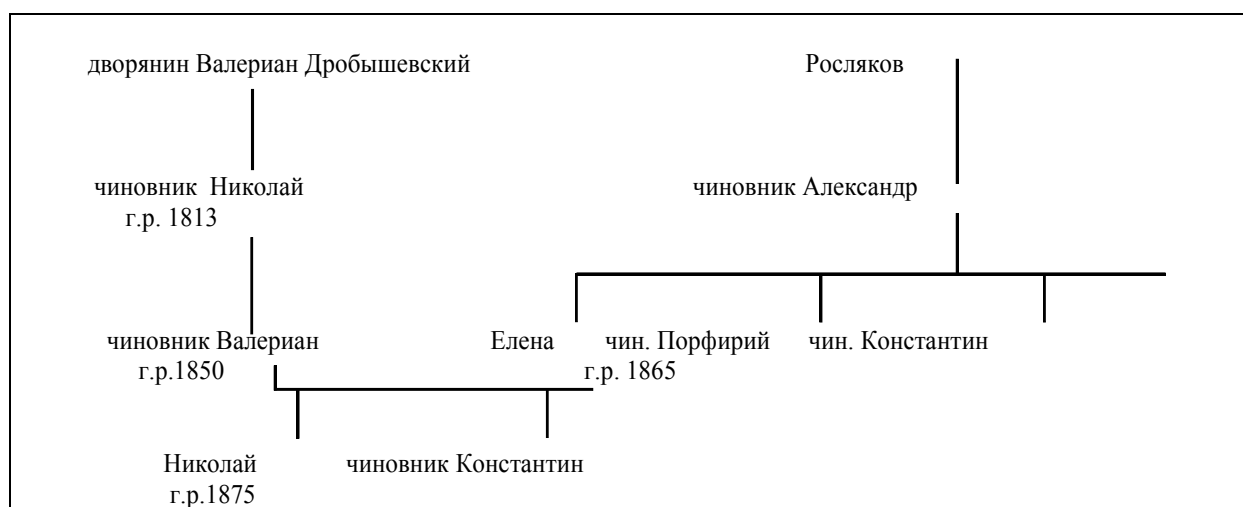 дворянин Валериан Дробышевский Росляков
чиновник Николай чиновник Александр
г.р. 1813
чиновник Валериан Елена чин. Порфирий чин. Константин
г.р.1850 г.р. 1865
Николай чиновник Константин
г.р.1875